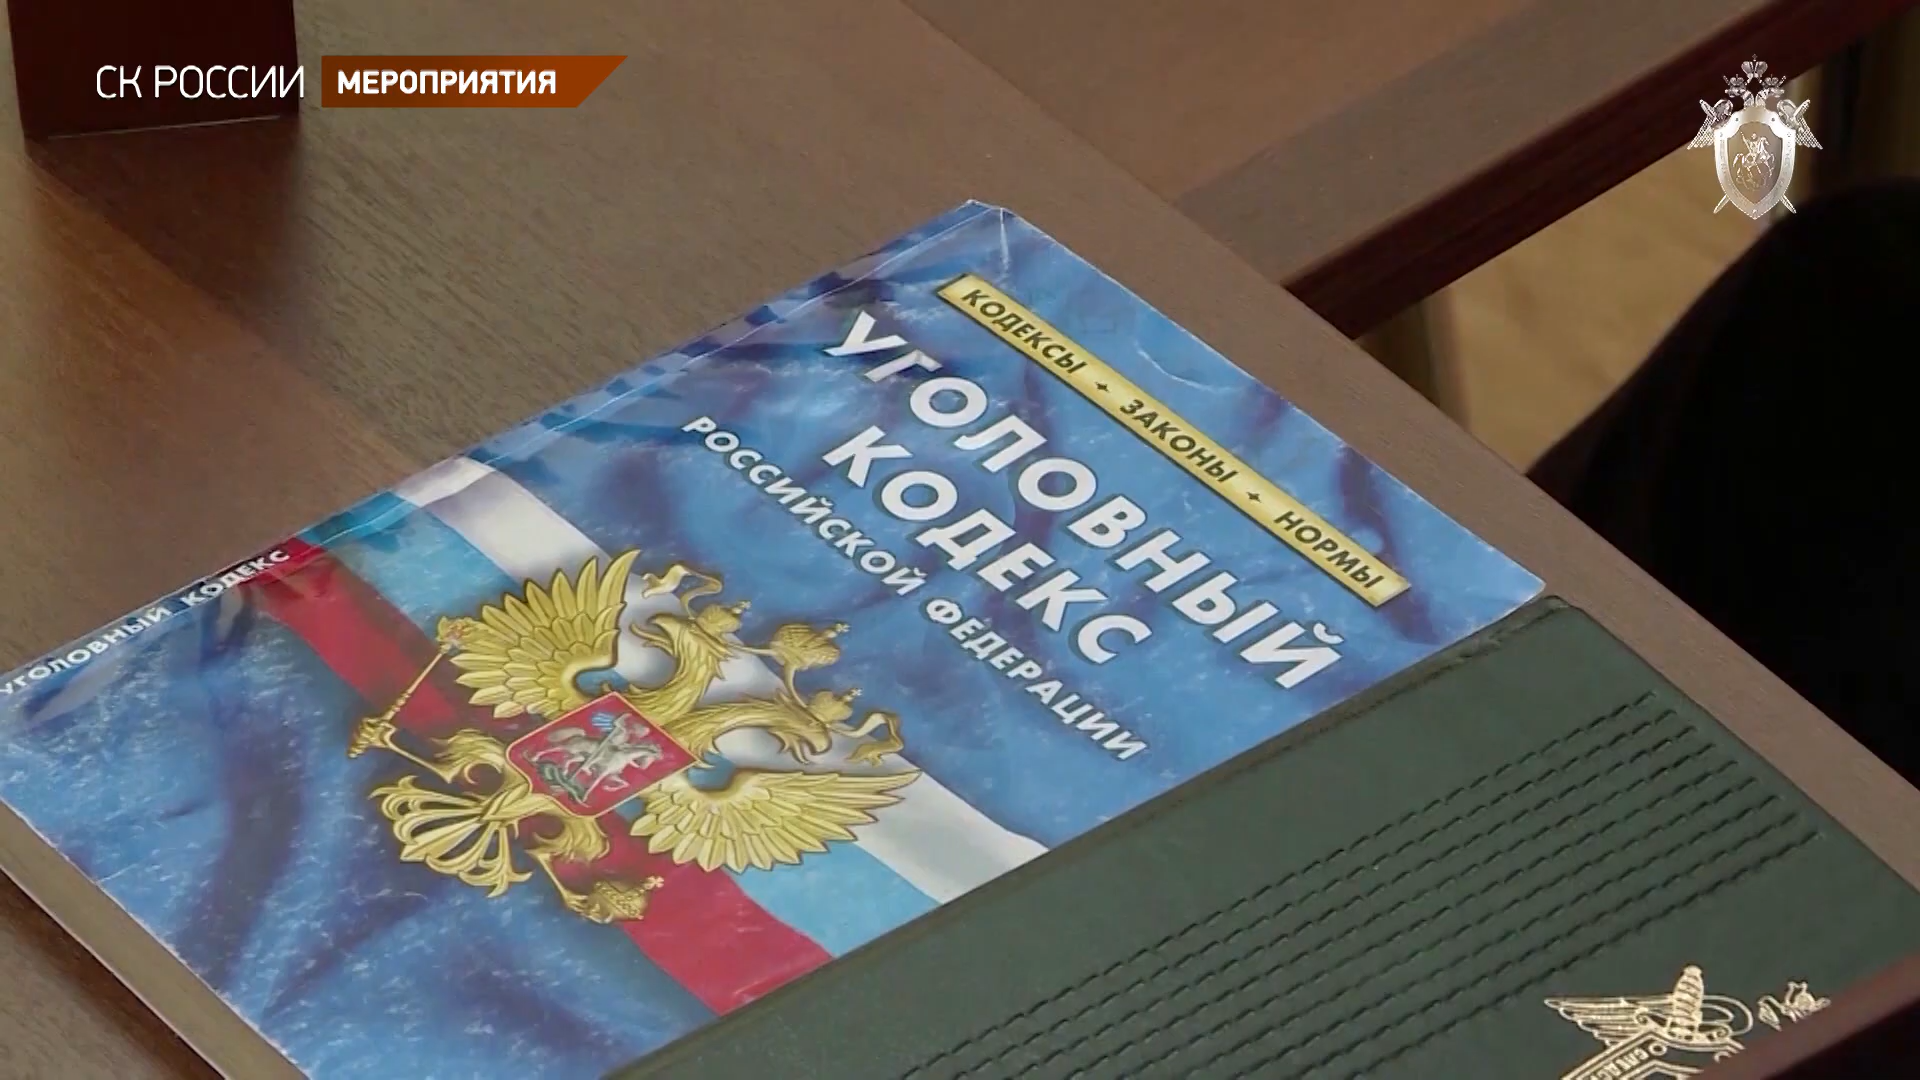 СК РОССИИ МЕРОПРИЯТИЯ
КОДЕКСЫ + ЗАКОНЫ + НОРМЫ
УГОЛОВНЫЙ
КОДЕКС
РОССИЙСКОЙ ФЕДЕРАЦИИ
УГОЛОВНЫЙ КОДЕКС